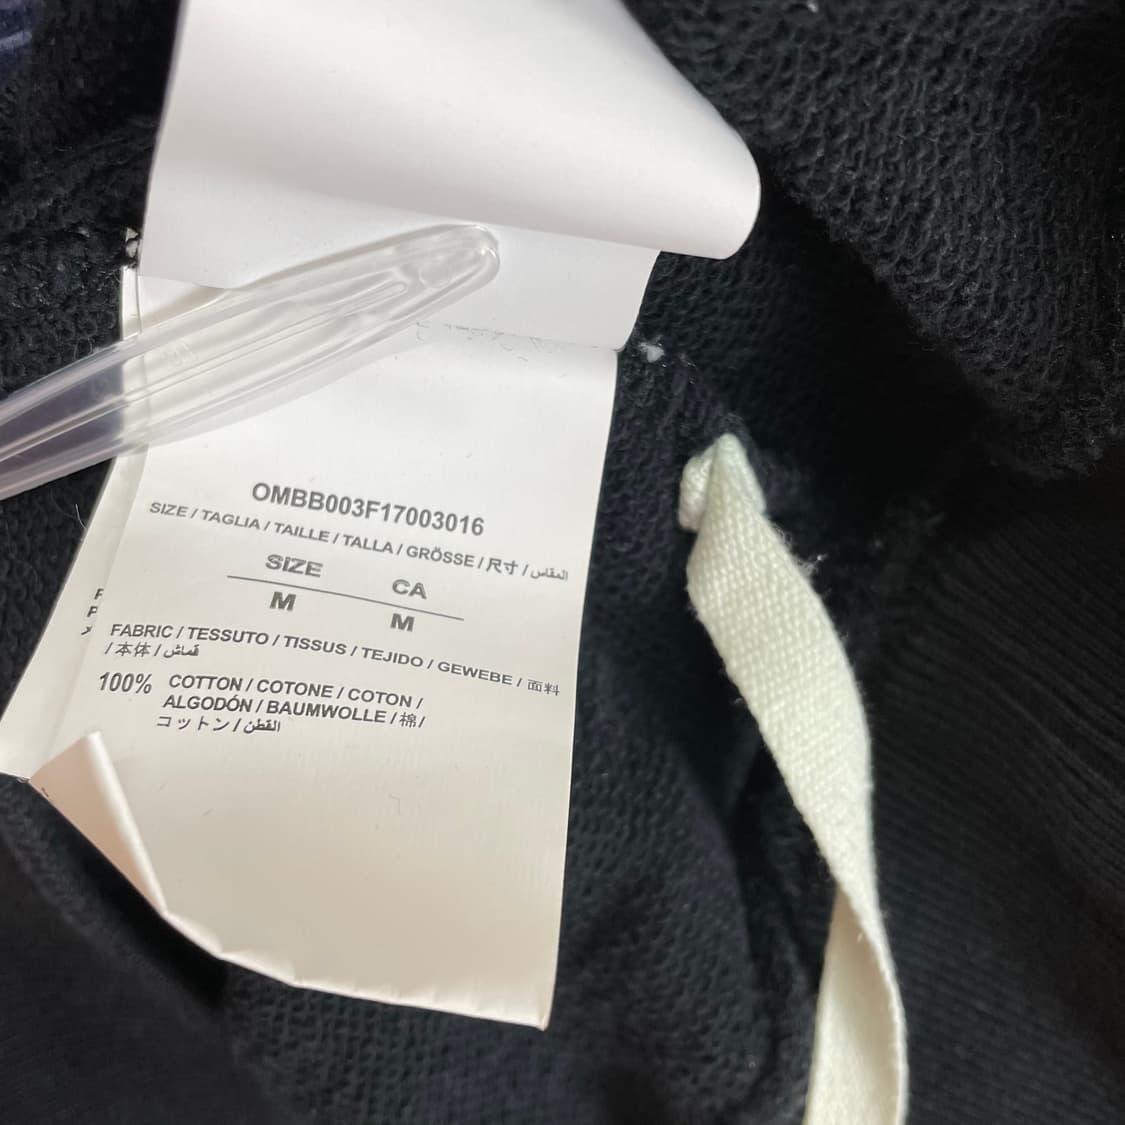 OMBB003F17003016
SIZE / TAGLIA / TAILLE / TALLA / GRÖSSE / 尺寸 / المقاس
SIZE CA
M M
FABRIC / TESSUTO / TISSUS / TEJIDO / GEWEBE / 面料
/ 本体 / قماش
100% COTTON / COTONE / COTON /
ALGODÓN / BAUMWOLLE / 棉/
コットン / القطن